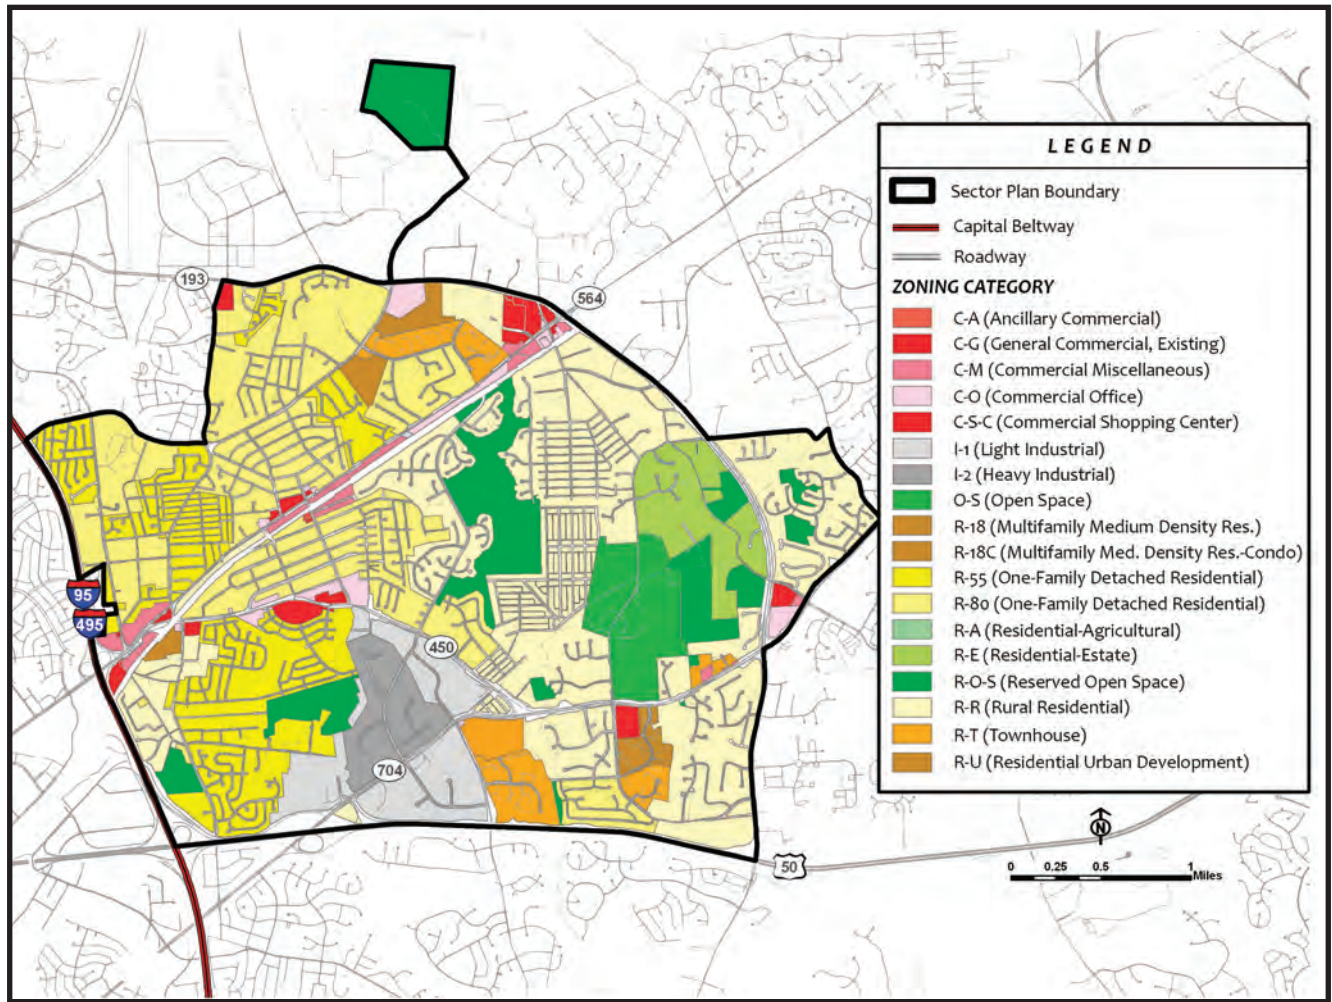 LEGEND
Sector Plan Boundary
Capital Beltway
Roadway
ZONING CATEGORY
C-A (Ancillary Commercial)
C-G (General Commercial, Existing)
C-M (Commercial Miscellaneous)
C-O (Commercial Office)
C-S-C (Commercial Shopping Center)
I-1 (Light Industrial)
I-2 (Heavy Industrial)
O-S (Open Space)
R-18 (Multifamily Medium Density Res.)
R-18C (Multifamily Med. Density Res.-Condo)
R-55 (One-Family Detached Residential)
R-80 (One-Family Detached Residential)
R-A (Residential-Agricultural)
R-E (Residential-Estate)
R-O-S (Reserved Open Space)
R-R (Rural Residential)
R-T (Townhouse)
R-U (Residential Urban Development)
193
564
95
495
450
704
50
N
0 0.25 0.5 1
Miles